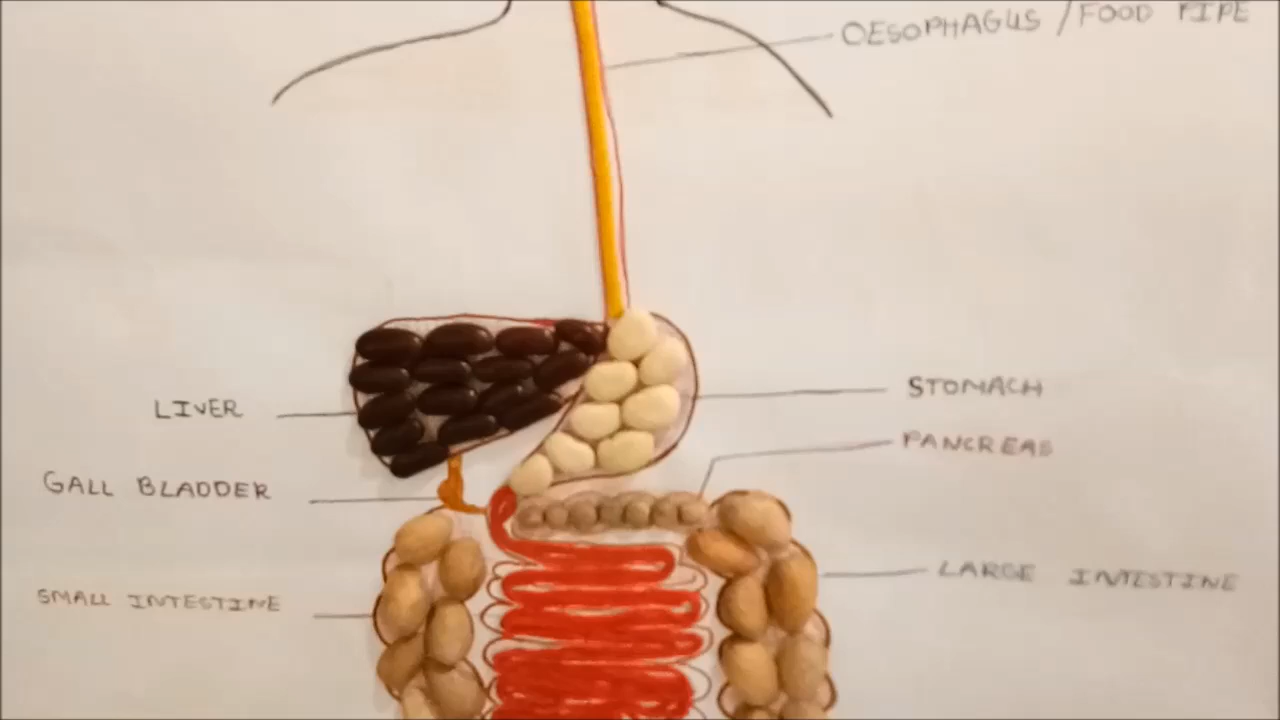 OESOPHAGUS / FOOD PIPE
LIVER
STOMACH
PANCREAS
GALL BLADDER
LARGE INTESTINE
SMALL INTESTINE